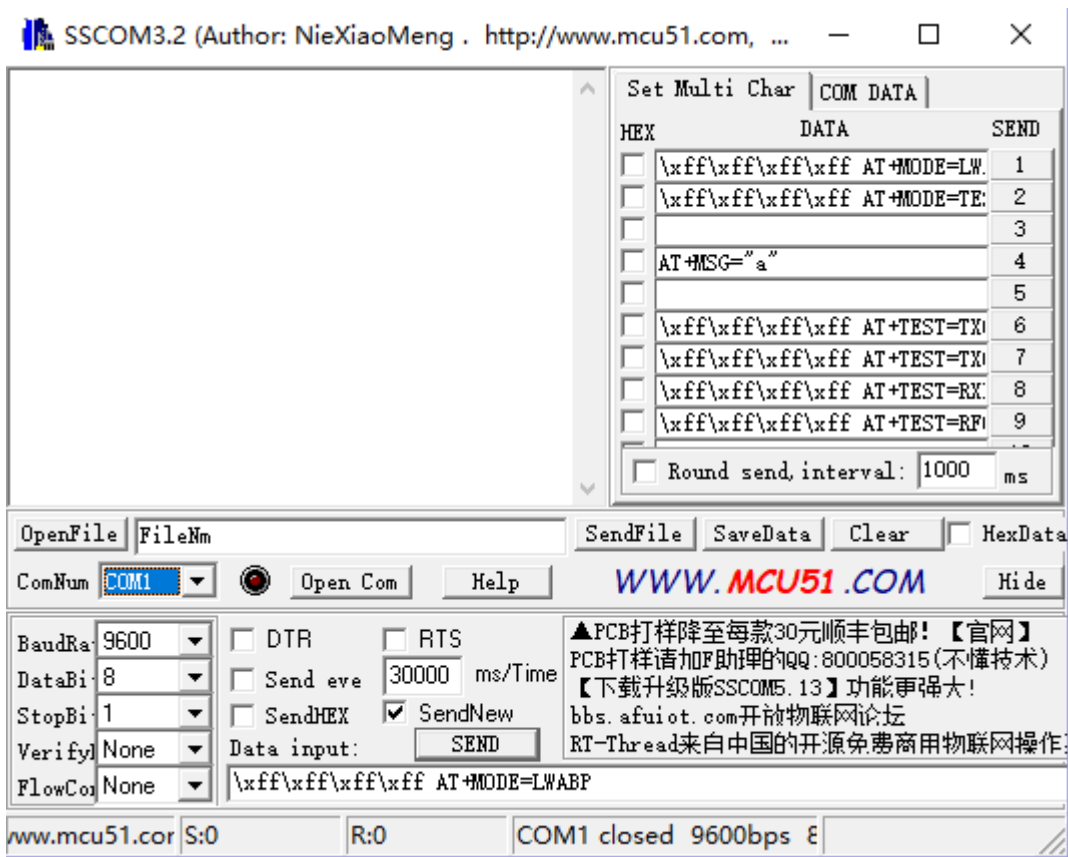 SSCOM3.2 (Author: NieXiaoMeng .  http://www.mcu51.com,  ...
Set Multi Char COM DATA
HEX DATA SEND
\xff\xff\xff\xff AT+MODE=LW. 1
\xff\xff\xff\xff AT+MODE=TE: 2
3
AT+MSG="a" 4
5
\xff\xff\xff\xff AT+TEST=TX 6
\xff\xff\xff\xff AT+TEST=TX 7
\xff\xff\xff\xff AT+TEST=RX 8
\xff\xff\xff\xff AT+TEST=RF 9
Round send,interval: 1000 ms
OpenFile FileNm SendFile SaveData Clear HexData
ComNum COM1 Open Com Help WWW.MCU51.COM Hide
BaudRa 9600 DTR RTS
DataBi 8 Send eve 30000 ms/Time
StopBi 1 SendHEX SendNew
Verify None Data input: SEND
FlowCo None \xff\xff\xff\xff AT+MODE=LWABP
▲PCB打样降至每款30元顺丰包邮！【官网】
PCB打样请加F助理的QQ:800058315(不懂技术)
【下载升级版SSCOM5.13】功能更强大!
bbs.afuiot.com开放物联网论坛
RT-Thread来自中国的开源免费商用物联网操作
www.mcu51.cor S:0 R:0 COM1 closed  9600bps  8